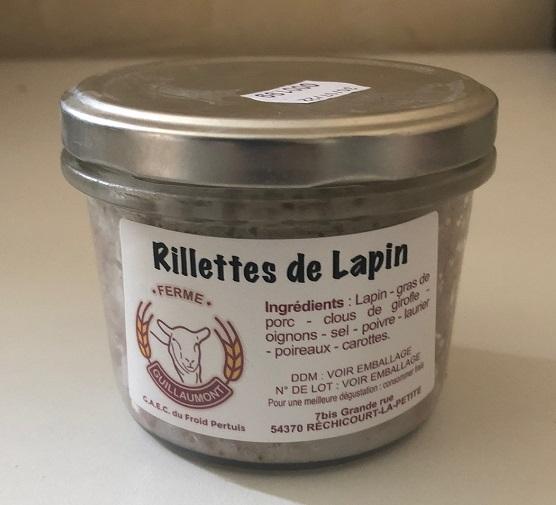 Rillettes de Lapin
FERME
GUILLAUMONT
G.A.E.C. du Froid Pertuis
Ingrédients : Lapin - gras de
porc - clous de girofle -
oignons - sel - poivre - laurier
- poireaux - carottes.
DDM : VOIR EMBALLAGE
N° DE LOT : VOIR EMBALLAGE
Pour une meilleure dégustation : consommer frais
7bis Grande rue
54370 RÉCHICOURT-LA-PETITE